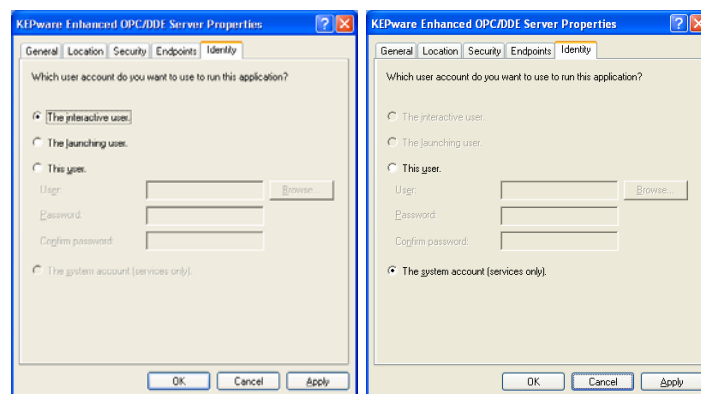 KEPware Enhanced OPC/DDE Server Properties
General Location Security Endpoints Identity
Which user account do you want to use to run this application?
The interactive user.
The launching user.
This user.
User:
Browse...
Password:
Confirm password:
The system account (services only).
OK Cancel Apply
KEPware Enhanced OPC/DDE Server Properties
General Location Security Endpoints Identity
Which user account do you want to use to run this application?
The interactive user.
The launching user.
This user.
User:
Browse...
Password:
Confirm password:
The system account (services only).
OK Cancel Apply